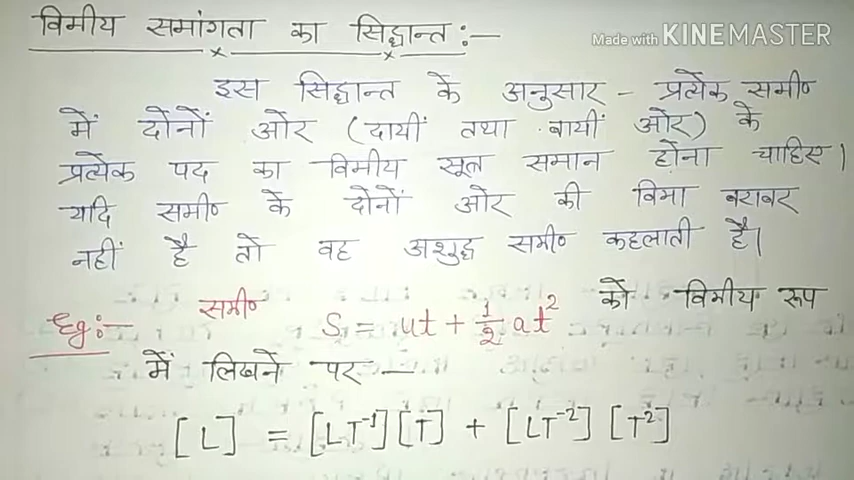 विमीय समांगता का सिद्धान्त :-
Made with KINEMASTER
इस सिद्धान्त के अनुसार - प्रत्येक समी०
में दोनों ओर (दायीं तथा बायीं ओर) के
प्रत्येक पद का विमीय सूत्र समान होना चाहिए।
यदि समी० के दोनों ओर की विमा बराबर
नहीं है तो वह अशुद्ध समी० कहलाती है।
Eg:- समी० S = ut + 1/2 at² को विमीय रूप
में लिखने पर -
[L] = [LT⁻¹][T] + [LT⁻²][T²]